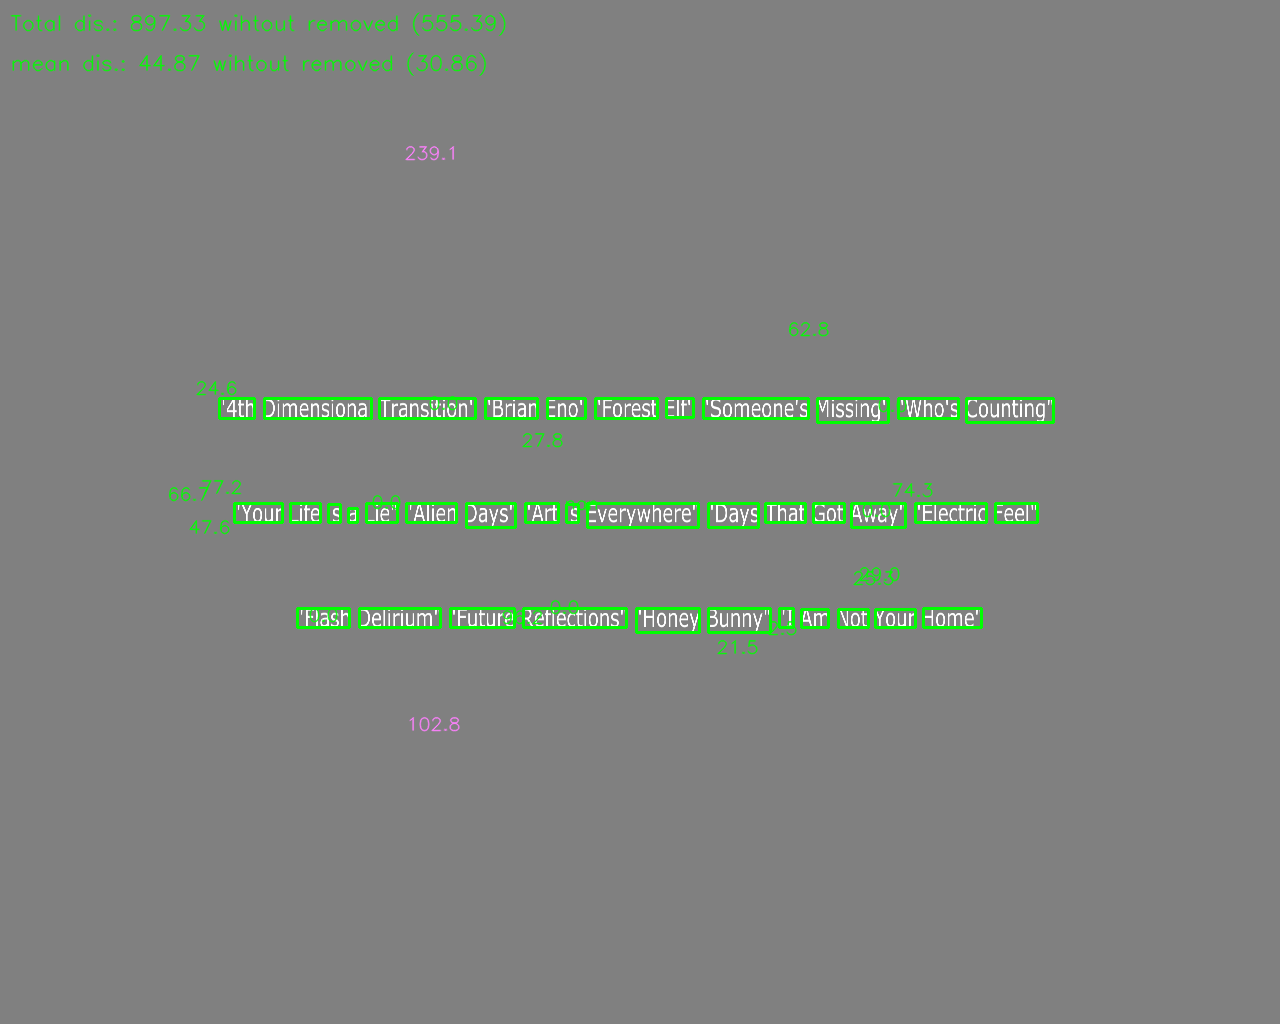 Total dis.: 897.33 wihtout removed (555.39)
mean dis.: 44.87 wihtout removed (30.86)
239.1
62.8
24.6
'4th Dimensional Transition' 'Brian Eno' 'Forest Elf' 'Someone's Missing' 'Who's Counting"
27.8
66.7 77.2 74.3
'Your Life Is a Lie" 'Alien Days' 'Art Is Everywhere' 'Days That Got Away' 'Electric Feel"
47.6
29.0
'Flash Delirium' 'Future Reflections' 'Honey Bunny" 'I Am Not Your Home'
21.5
102.8